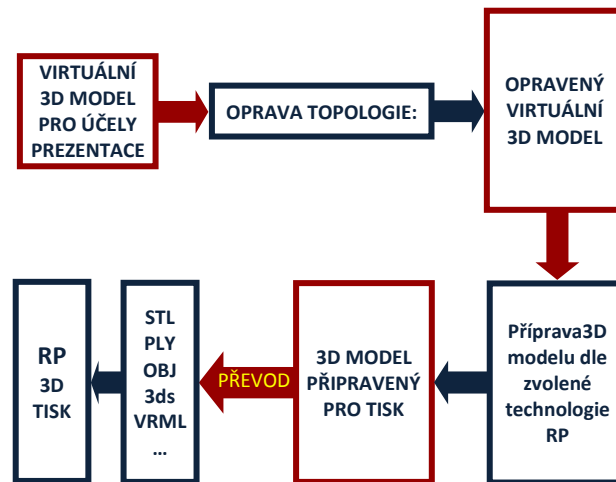 VIRTUÁLNÍ
3D MODEL
PRO ÚČELY
PREZENTACE
OPRAVA TOPOLOGIE:
OPRAVENÝ
VIRTUÁLNÍ
3D MODEL
Příprava3D
modelu dle
zvolené
technologie
RP
3D MODEL
PŘIPRAVENÝ
PRO TISK
PŘEVOD
STL
PLY
OBJ
3ds
VRML
...
RP
3D
TISK